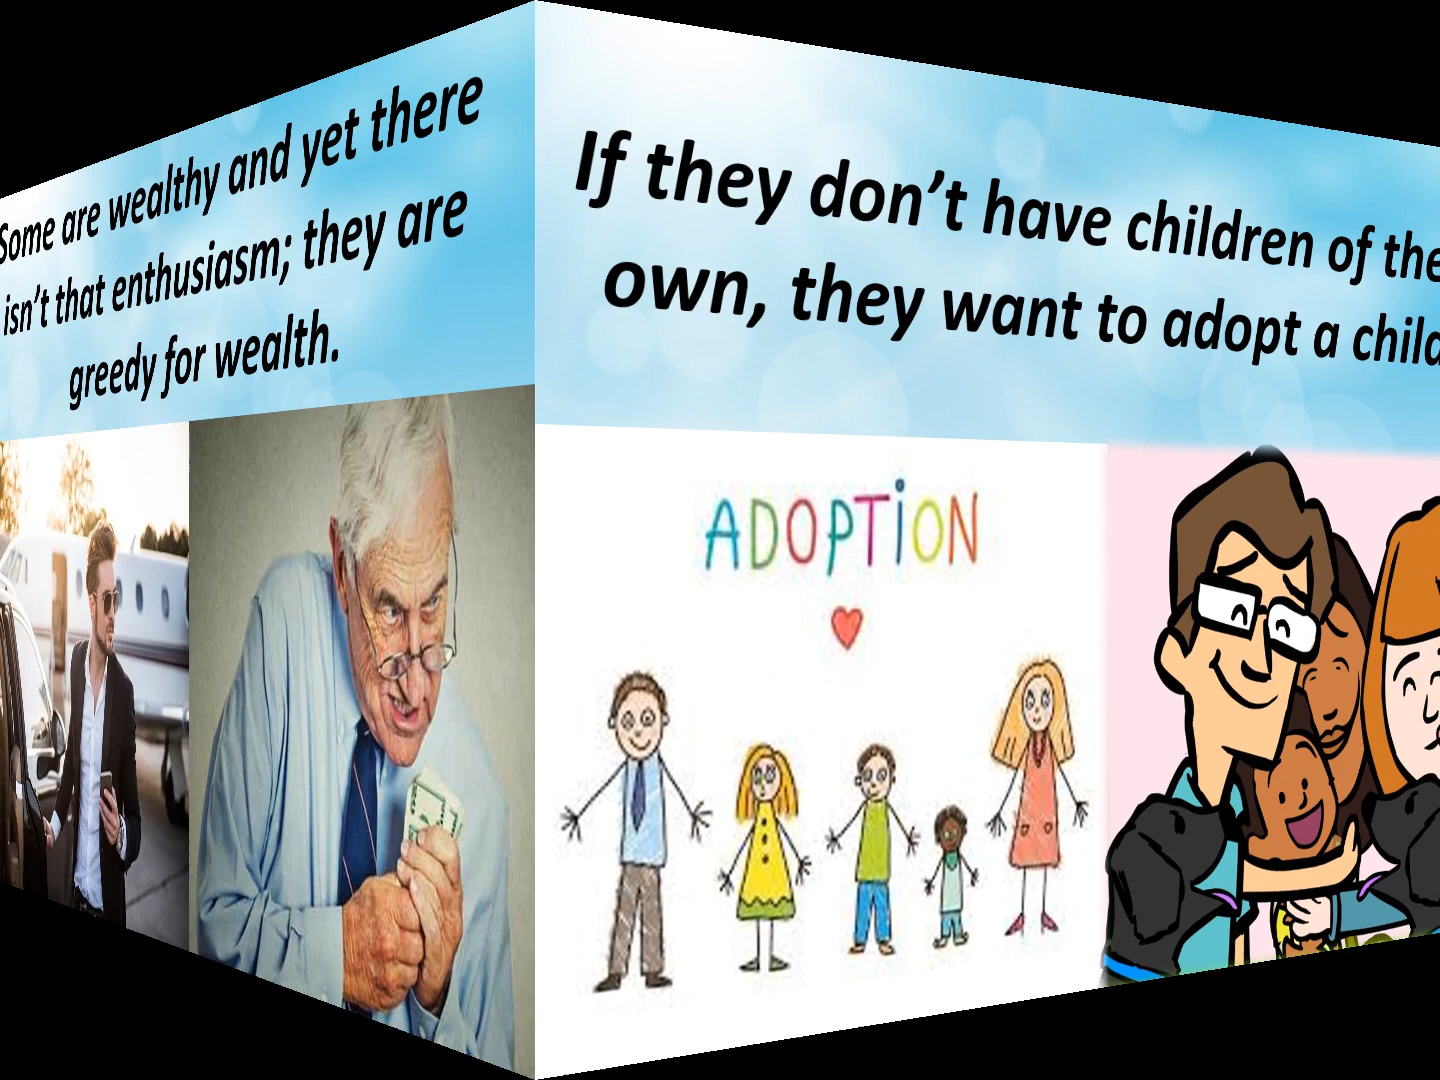 Some are wealthy and yet there
isn't that enthusiasm; they are
greedy for wealth.
If they don't have children of the
own, they want to adopt a child
ADOPTION